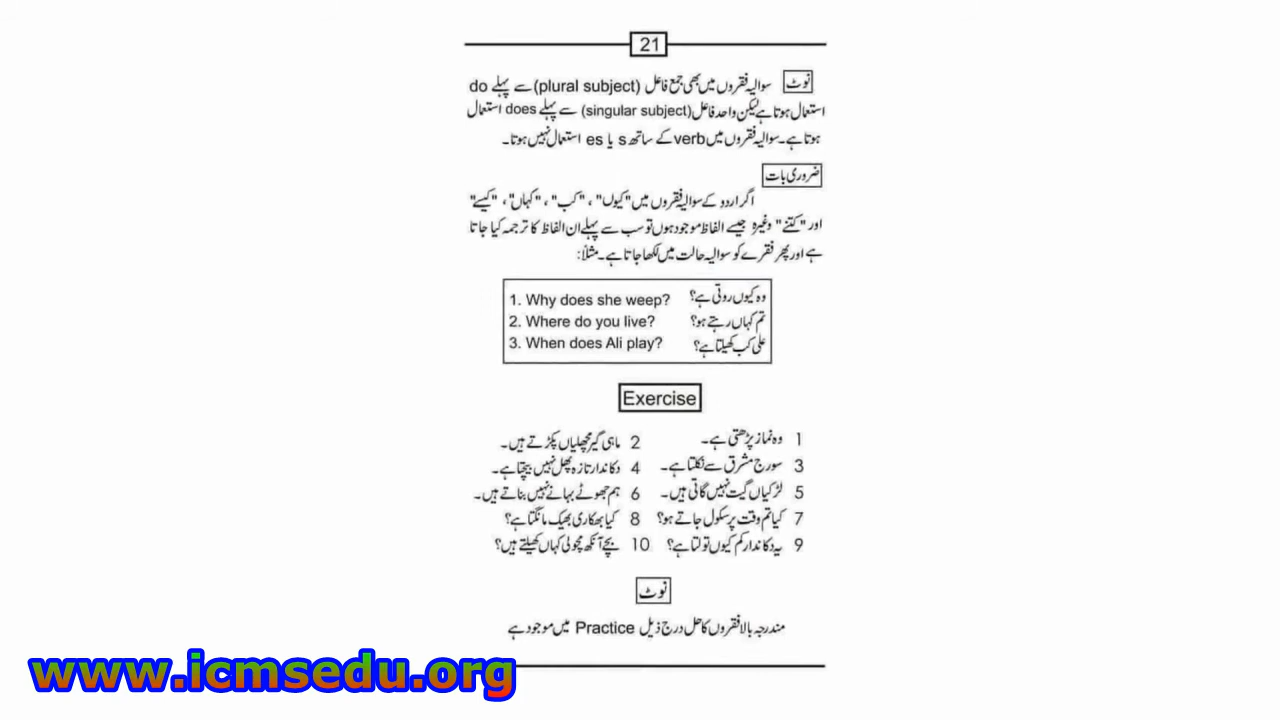 21
نوٹ سوالیہ فقروں میں بھی جمع فاعل (plural subject) سے پہلے do
استعمال ہوتا ہے لیکن واحد فاعل (singular subject) سے پہلے does استعمال
ہوتا ہے۔ سوالیہ فقروں میں verb کے ساتھ s یا es استعمال نہیں ہوتا۔
ضروری بات
اگر اردو کے سوالیہ فقروں میں "کیوں"، "کب"، "کہاں"، "کیسے"
اور "کتنے" وغیرہ جیسے الفاظ موجود ہوں تو سب سے پہلے ان الفاظ کا ترجمہ کیا جاتا
ہے اور پھر فقرے کو سوالیہ حالت میں لکھا جاتا ہے۔ مثلاً:
وہ کیوں روتی ہے؟ 1. Why does she weep?
تم کہاں رہتے ہو؟ 2. Where do you live?
علی کب کھیلتا ہے؟ 3. When does Ali play?
Exercise
1 وہ نماز پڑھتی ہے۔ 2 ماہی گیر مچھلیاں پکڑتے ہیں۔
3 سورج مشرق سے نکلتا ہے۔ 4 دکاندار تازہ پھل نہیں بیچتا ہے۔
5 لڑکیاں گیت نہیں گاتی ہیں۔ 6 ہم جھوٹے بہانے نہیں بناتے ہیں۔
7 کیا تم وقت پر سکول جاتے ہو؟ 8 کیا بھکاری بھیک مانگتا ہے؟
9 یہ دکاندار کم کیوں تولتا ہے؟ 10 بچے آنکھ مچولی کہاں کھیلتے ہیں؟
نوٹ
مندرجہ بالا فقروں کا حل درج ذیل Practice میں موجود ہے
www.icmsedu.org